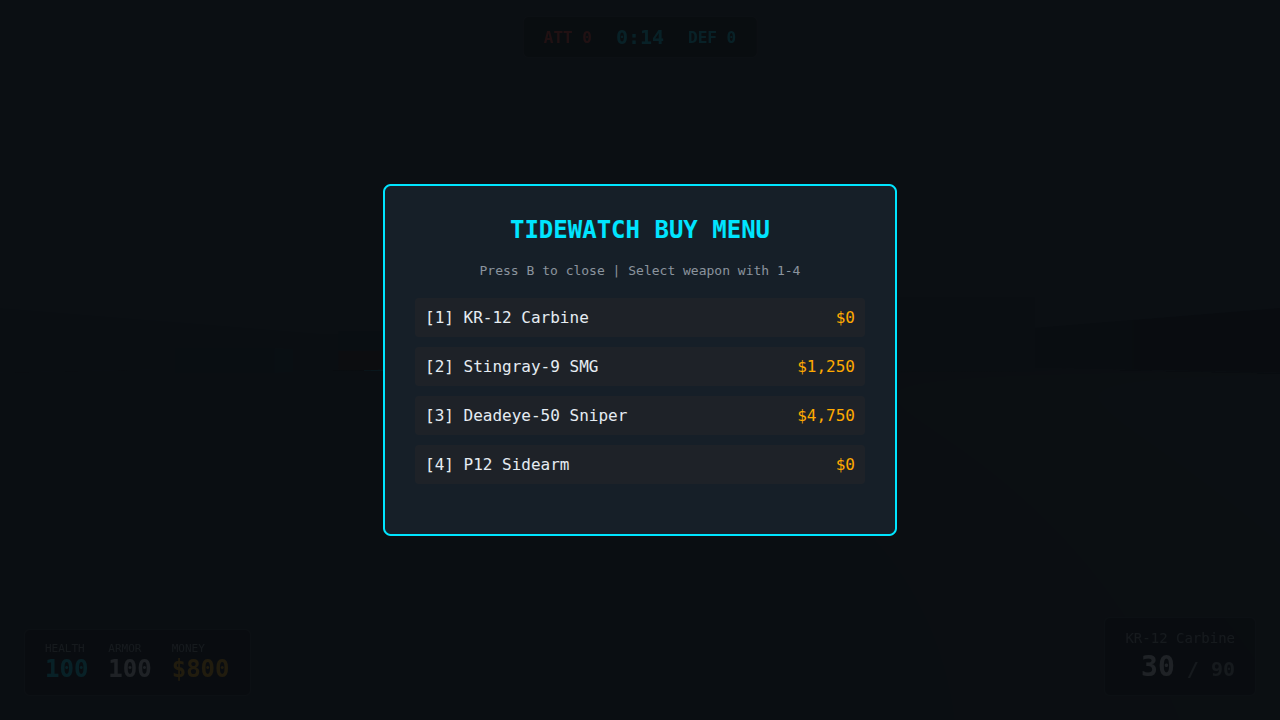 ATT 0 0:14 DEF 0
TIDEWATCH BUY MENU
Press B to close | Select weapon with 1-4
[1] KR-12 Carbine $0
[2] Stingray-9 SMG $1,250
[3] Deadeye-50 Sniper $4,750
[4] P12 Sidearm $0
HEALTH ARMOR MONEY
100 100 $800
KR-12 Carbine
30 / 90